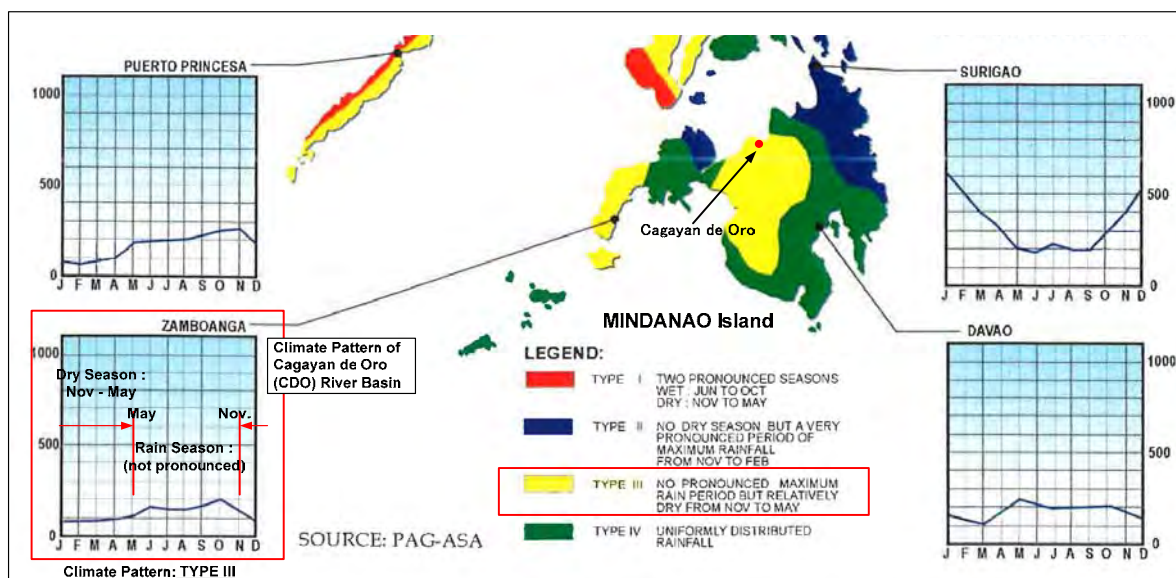 PUERTO PRINCESA
1000
500
0
J F M A M J J A S O N D
SURIGAO
1000
500
0
J F M A M J J A S O N D
Cagayan de Oro
ZAMBOANGA
1000
500
0
Dry Season :
Nov - May
May
Nov.
Rain Season :
(not pronounced)
J F M A M J J A S O N D
Climate Pattern: TYPE III
Climate Pattern of
Cagayan de Oro
(CDO) River Basin
SOURCE: PAG-ASA
MINDANAO Island
LEGEND:
TYPE I TWO PRONOUNCED SEASONS
WET : JUN TO OCT
DRY : NOV TO MAY
TYPE II NO DRY SEASON BUT A VERY
PRONOUNCED PERIOD OF
MAXIMUM RAINFALL
FROM NOV TO FEB
TYPE III NO PRONOUNCED MAXIMUM
RAIN PERIOD BUT RELATIVELY
DRY FROM NOV TO MAY
TYPE IV UNIFORMLY DISTRIBUTED
RAINFALL
DAVAO
1000
500
0
J F M A M J J A S O N D